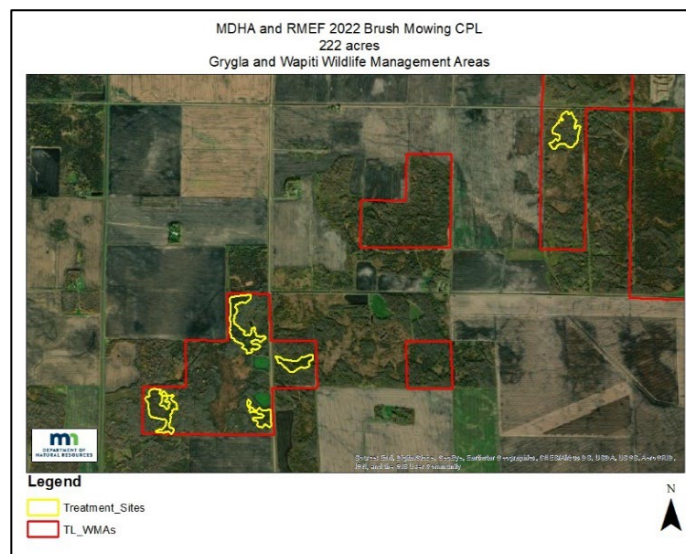 MDHA and RMEF 2022 Brush Mowing CPL
222 acres
Grygla and Wapiti Wildlife Management Areas
mn
DEPARTMENT OF
NATURAL RESOURCES
Legend
Treatment_Sites
TL_WMAs
N